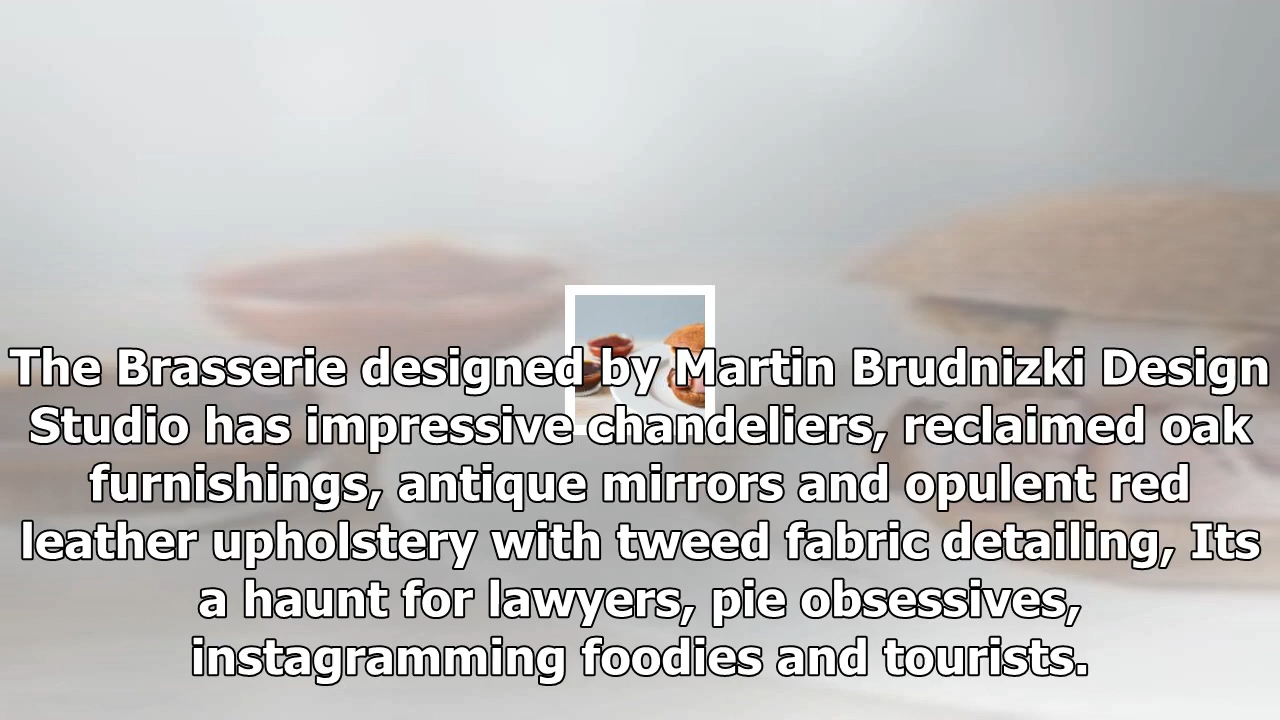 The Brasserie designed by Martin Brudnizki Design
Studio has impressive chandeliers, reclaimed oak
furnishings, antique mirrors and opulent red
leather upholstery with tweed fabric detailing, Its
a haunt for lawyers, pie obsessives,
instagramming foodies and tourists.